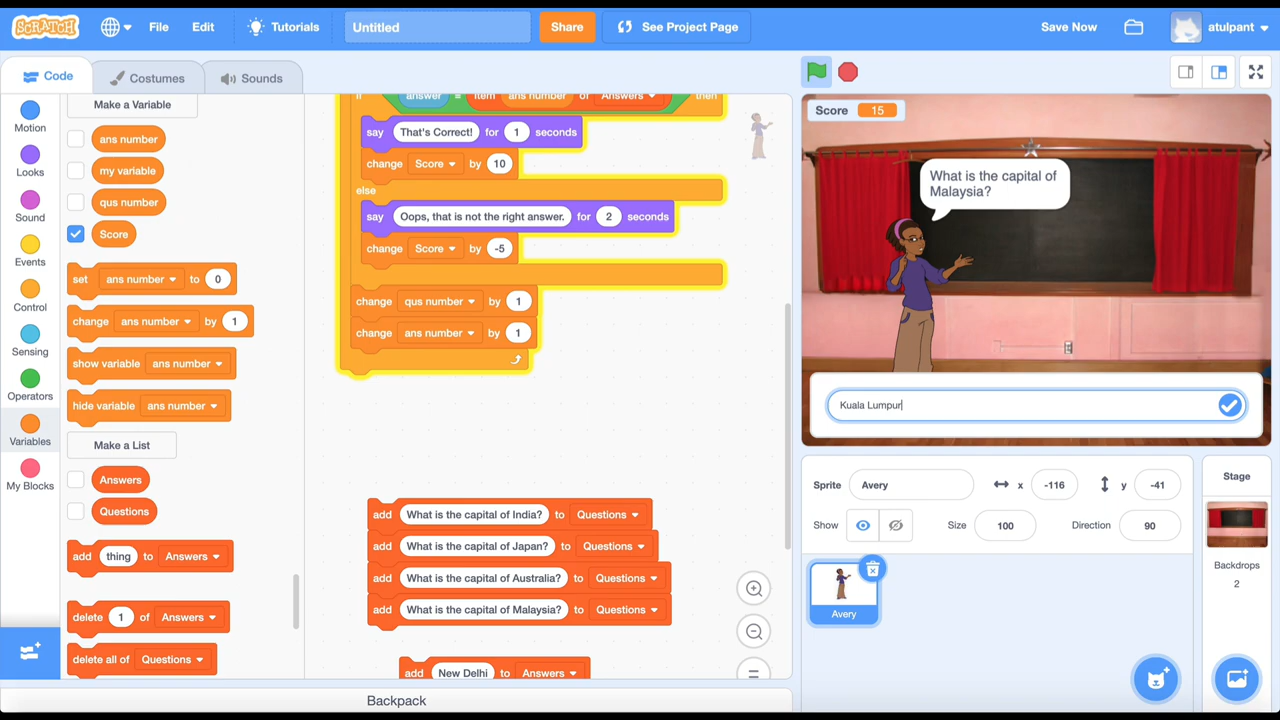 SCRATCH
File
Edit
Tutorials
Untitled
Share
See Project Page
Save Now
atulpant
Code
Costumes
Sounds
Motion
Looks
Sound
Events
Control
Sensing
Operators
Variables
My Blocks
Make a Variable
ans number
my variable
qus number
Score
set ans number to 0
change ans number by 1
show variable ans number
hide variable ans number
Make a List
Answers
Questions
add thing to Answers
delete 1 of Answers
delete all of Questions
if answer = item ans number of Answers then
say That's Correct! for 1 seconds
change Score by 10
else
say Oops, that is not the right answer. for 2 seconds
change Score by -5
change qus number by 1
change ans number by 1
add What is the capital of India? to Questions
add What is the capital of Japan? to Questions
add What is the capital of Australia? to Questions
add What is the capital of Malaysia? to Questions
add New Delhi to Answers
Backpack
Score 15
What is the capital of
Malaysia?
Kuala Lumpur
Sprite Avery x -116 y -41
Show Size 100 Direction 90
Avery
Stage
Backdrops
2